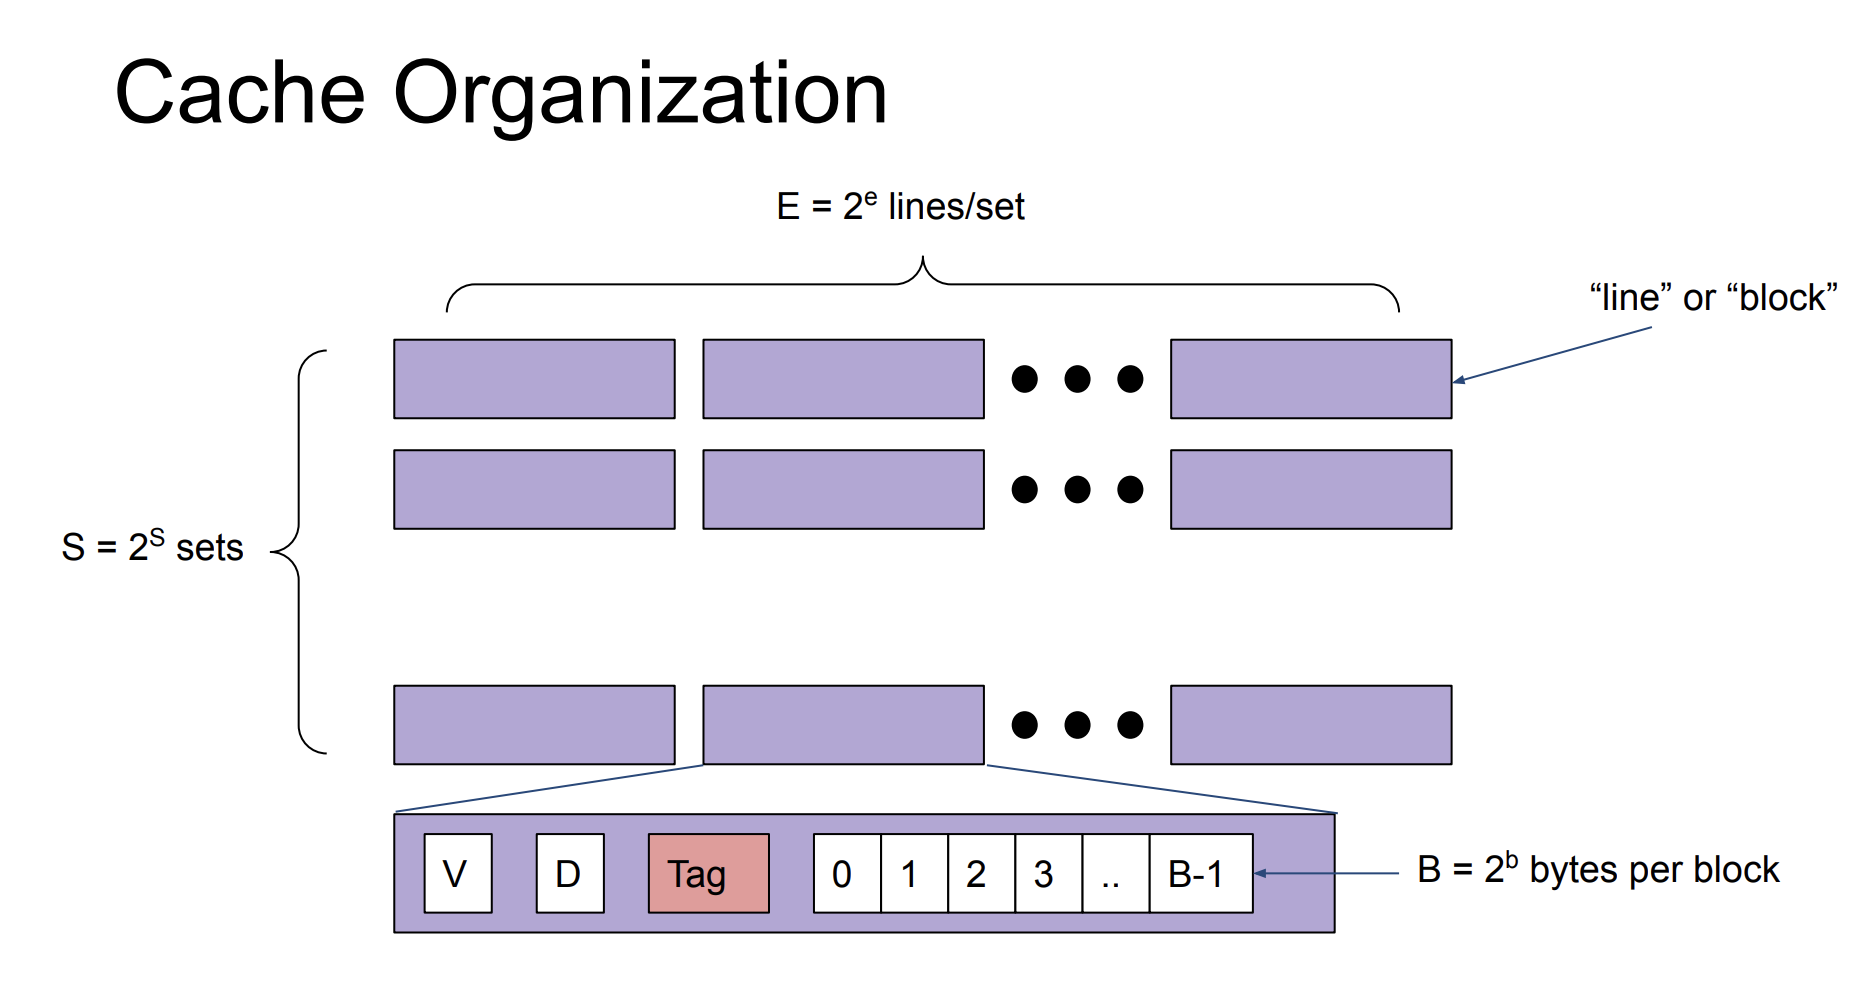 Cache Organization
E = 2^e lines/set
“line” or “block”
S = 2^S sets
V D Tag 0 1 2 3 .. B-1
B = 2^b bytes per block